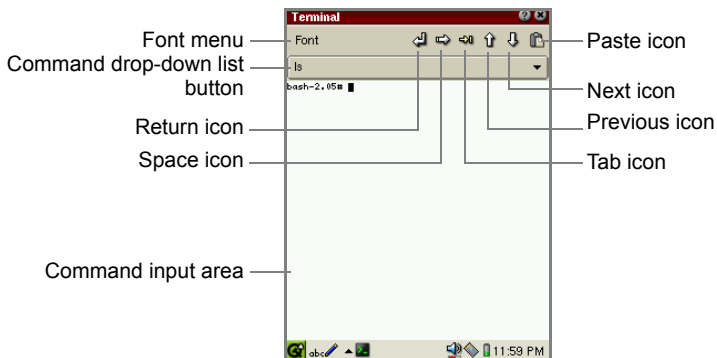 Terminal
Font menu
Font
Paste icon
Command drop-down list
button
ls
bash-2.05#
Next icon
Return icon
Previous icon
Space icon
Tab icon
Command input area
abc
11:59 PM